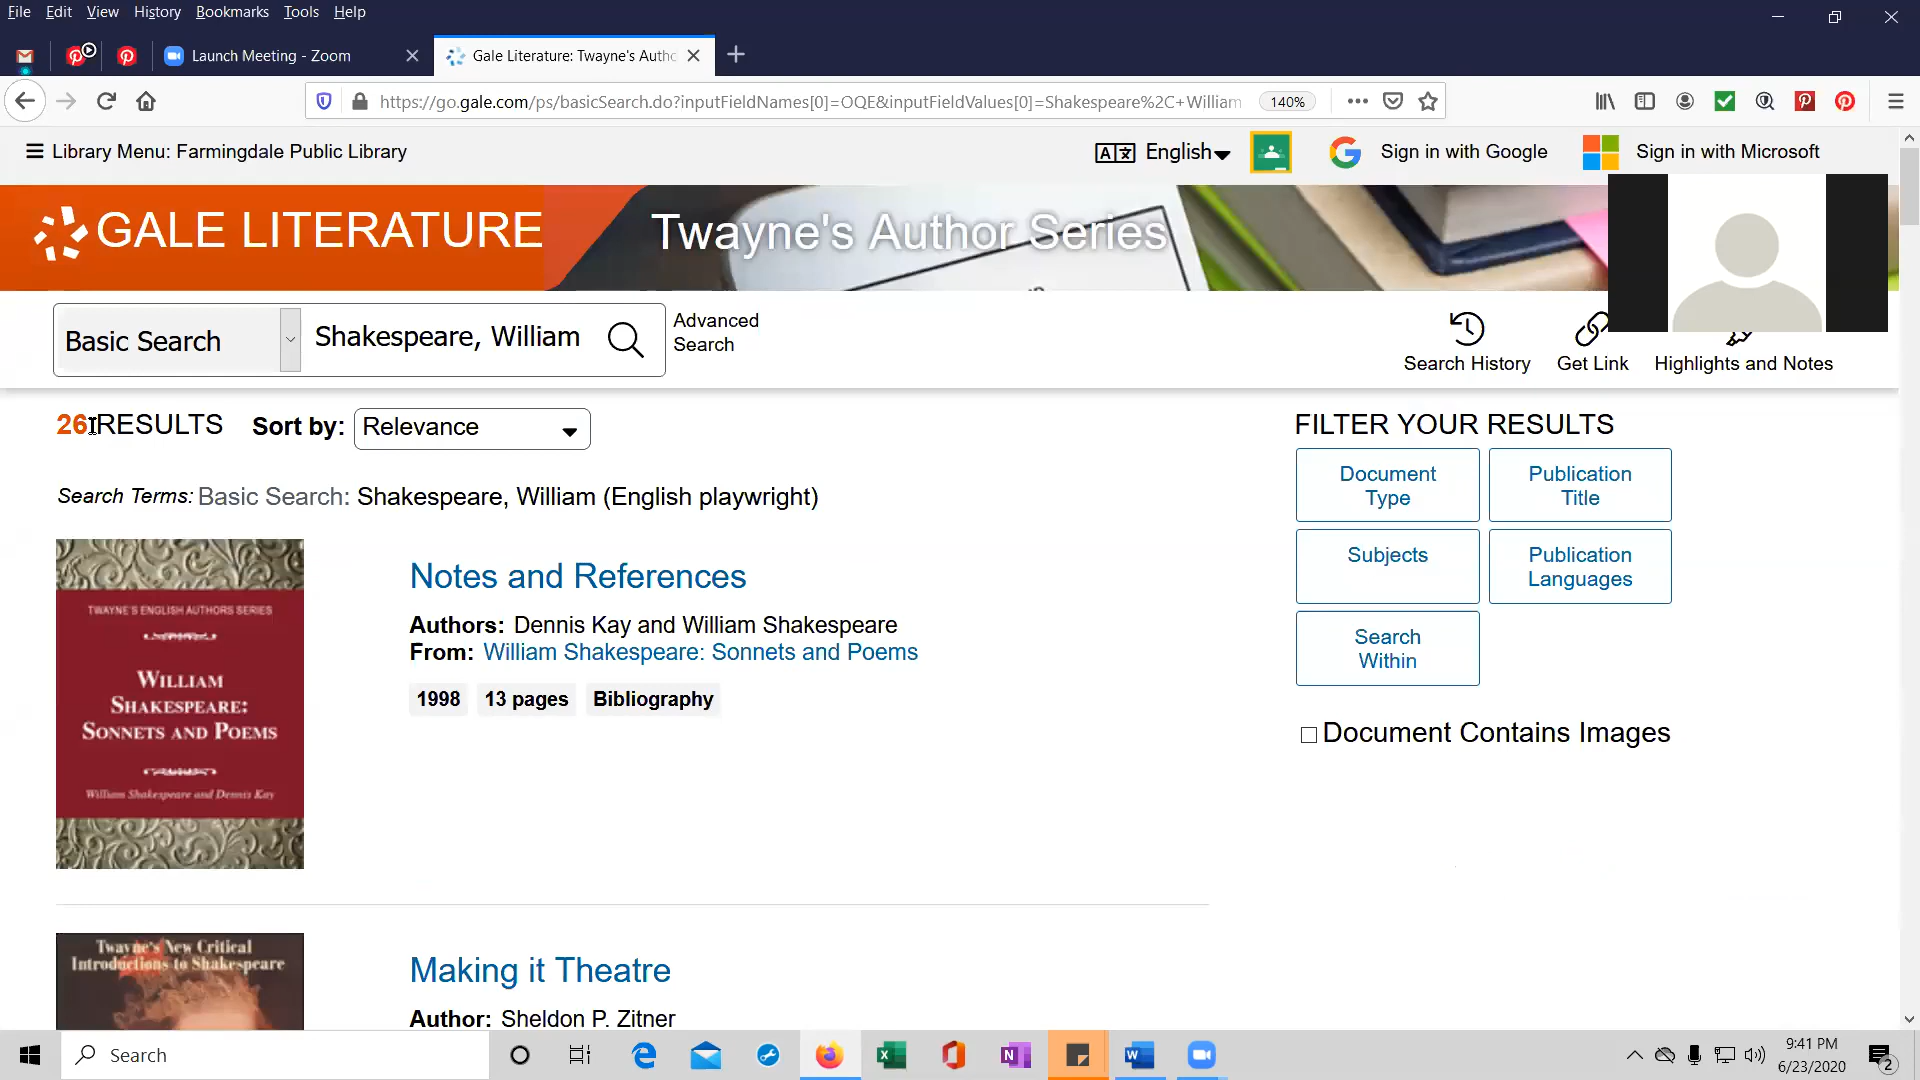 File Edit View History Bookmarks Tools Help
Launch Meeting - Zoom
Gale Literature: Twayne's Autho
https://go.gale.com/ps/basicSearch.do?inputFieldNames[0]=OQE&inputFieldValues[0]=Shakespeare%2C+William
140%
Library Menu: Farmingdale Public Library
English
Sign in with Google
Sign in with Microsoft
GALE LITERATURE
Twayne's Author Series
Basic Search
Shakespeare, William
Advanced
Search
Search History
Get Link
Highlights and Notes
26 RESULTS
Sort by:
Relevance
FILTER YOUR RESULTS
Document
Type
Publication
Title
Subjects
Publication
Languages
Search
Within
Document Contains Images
Search Terms: Basic Search: Shakespeare, William (English playwright)
TWAYNE'S ENGLISH AUTHORS SERIES
WILLIAM
SHAKESPEARE:
SONNETS AND POEMS
William Shakespeare and Dennis Kay
Notes and References
Authors: Dennis Kay and William Shakespeare
From: William Shakespeare: Sonnets and Poems
1998 13 pages Bibliography
Twayne's New Critical
Introductions to Shakespeare
Making it Theatre
Author: Sheldon P. Zitner
Search
9:41 PM
6/23/2020
2